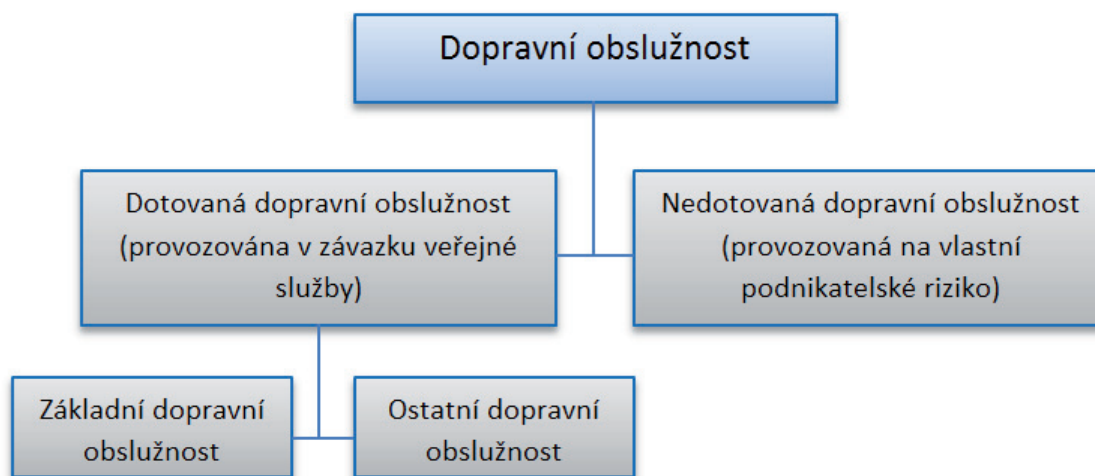 Dopravní obslužnost
Dotovaná dopravní obslužnost
(provozována v závazku veřejné
služby)
Nedotovaná dopravní obslužnost
(provozovaná na vlastní
podnikatelské riziko)
Základní dopravní
obslužnost
Ostatní dopravní
obslužnost